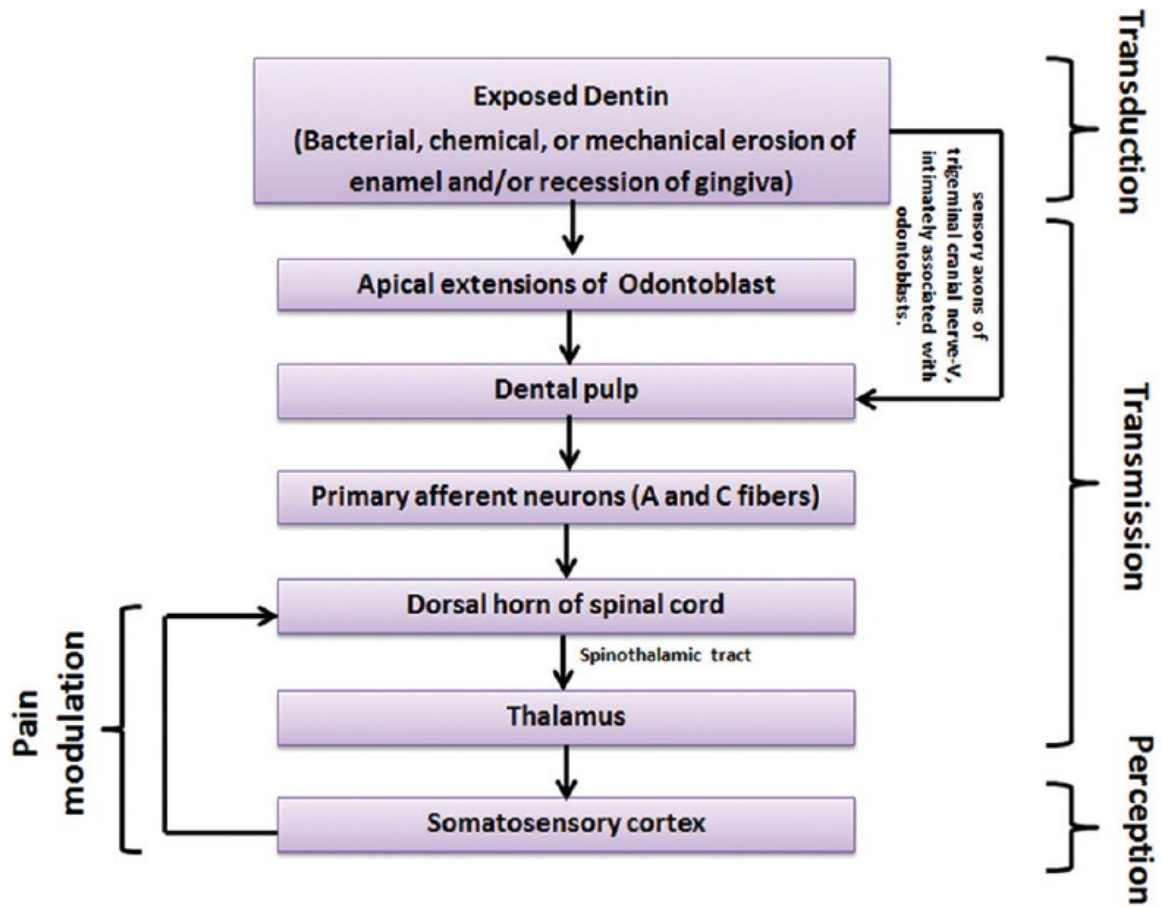 Exposed Dentin
(Bacterial, chemical, or mechanical erosion of
enamel and/or recession of gingiva)
Transduction
sensory axons of
trigeminal cranial nerve-V,
intimately associated with
odontoblasts.
Apical extensions of Odontoblast
Dental pulp
Transmission
Primary afferent neurons (A and C fibers)
Dorsal horn of spinal cord
Spinothalamic tract
Pain
modulation
Thalamus
Somatosensory cortex
Perception